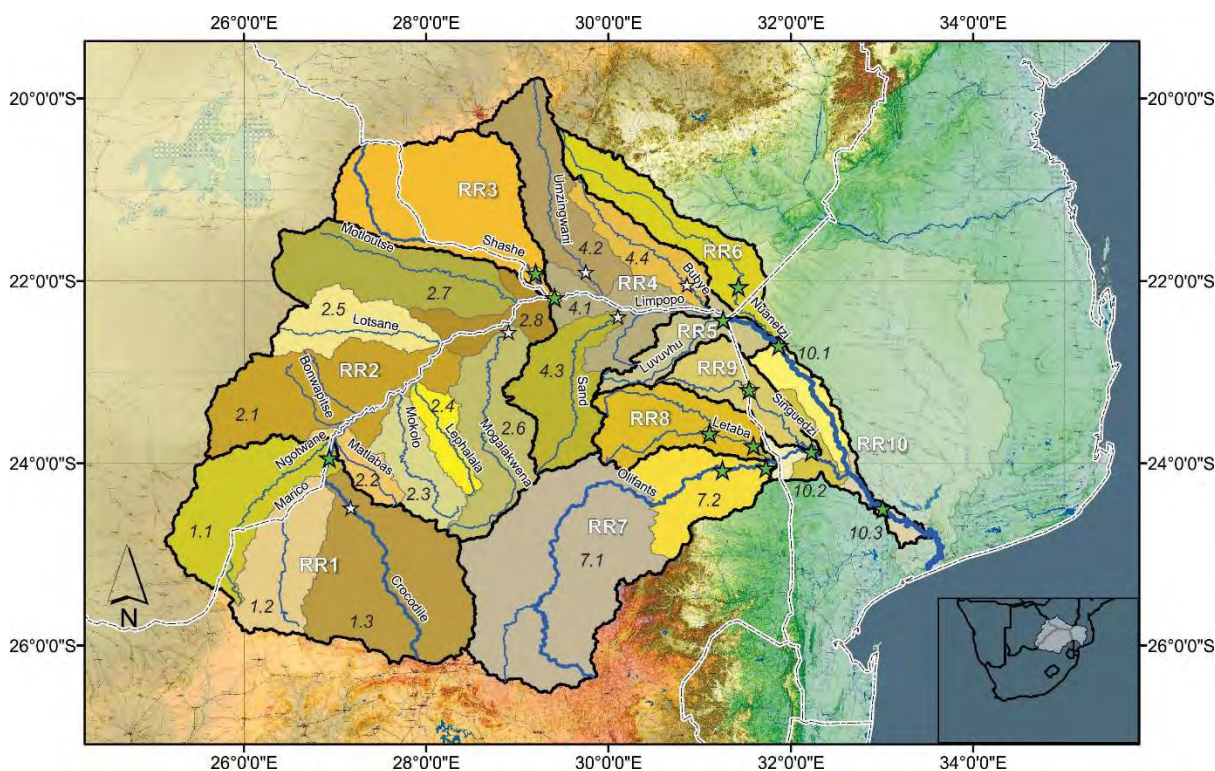 26°0'0"E
28°0'0"E
30°0'0"E
32°0'0"E
34°0'0"E
20°0'0"S
20°0'0"S
RR3
Umzingwani
RR6
Motloutse
Shashe
4.2
4.4
22°0'0"S
22°0'0"S
2.7
RR4
Bubye
Limpopo
Nuanetzi
2.5
Lotsane
2.8
4.1
RR5
10.1
Bonwapitse
RR2
4.3
Sand
Luvuvhu
RR9
2.1
2.4
Singuedzi
Mokolo
Lephalala
Mogalakwena
2.6
RR8
Letaba
RR10
Ngotwane
24°0'0"S
24°0'0"S
Matlabas
Marico
2.2
2.3
Olifants
7.2
10.2
1.1
RR7
10.3
RR1
7.1
N
1.2
1.3
Crocodile
26°0'0"S
26°0'0"S
26°0'0"E
28°0'0"E
30°0'0"E
32°0'0"E
34°0'0"E